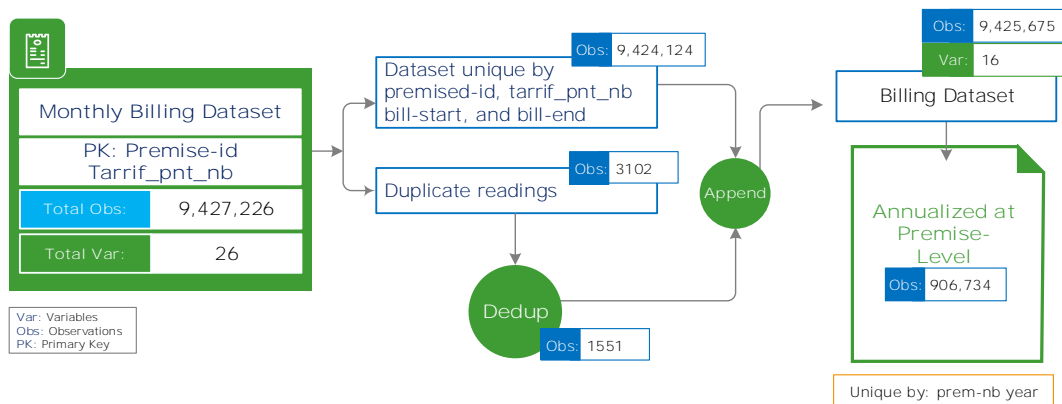 Monthly Billing Dataset
PK: Premise-id
Tarrif_pnt_nb
Total Obs: 9,427,226
Total Var: 26
Var: Variables
Obs: Observations
PK: Primary Key
Obs: 9,424,124
Dataset unique by
premised-id, tarrif_pnt_nb
bill-start, and bill-end
Obs: 3102
Duplicate readings
Dedup
Obs: 1551
Append
Obs: 9,425,675
Var: 16
Billing Dataset
Annualized at
Premise-
Level
Obs: 906,734
Unique by: prem-nb year